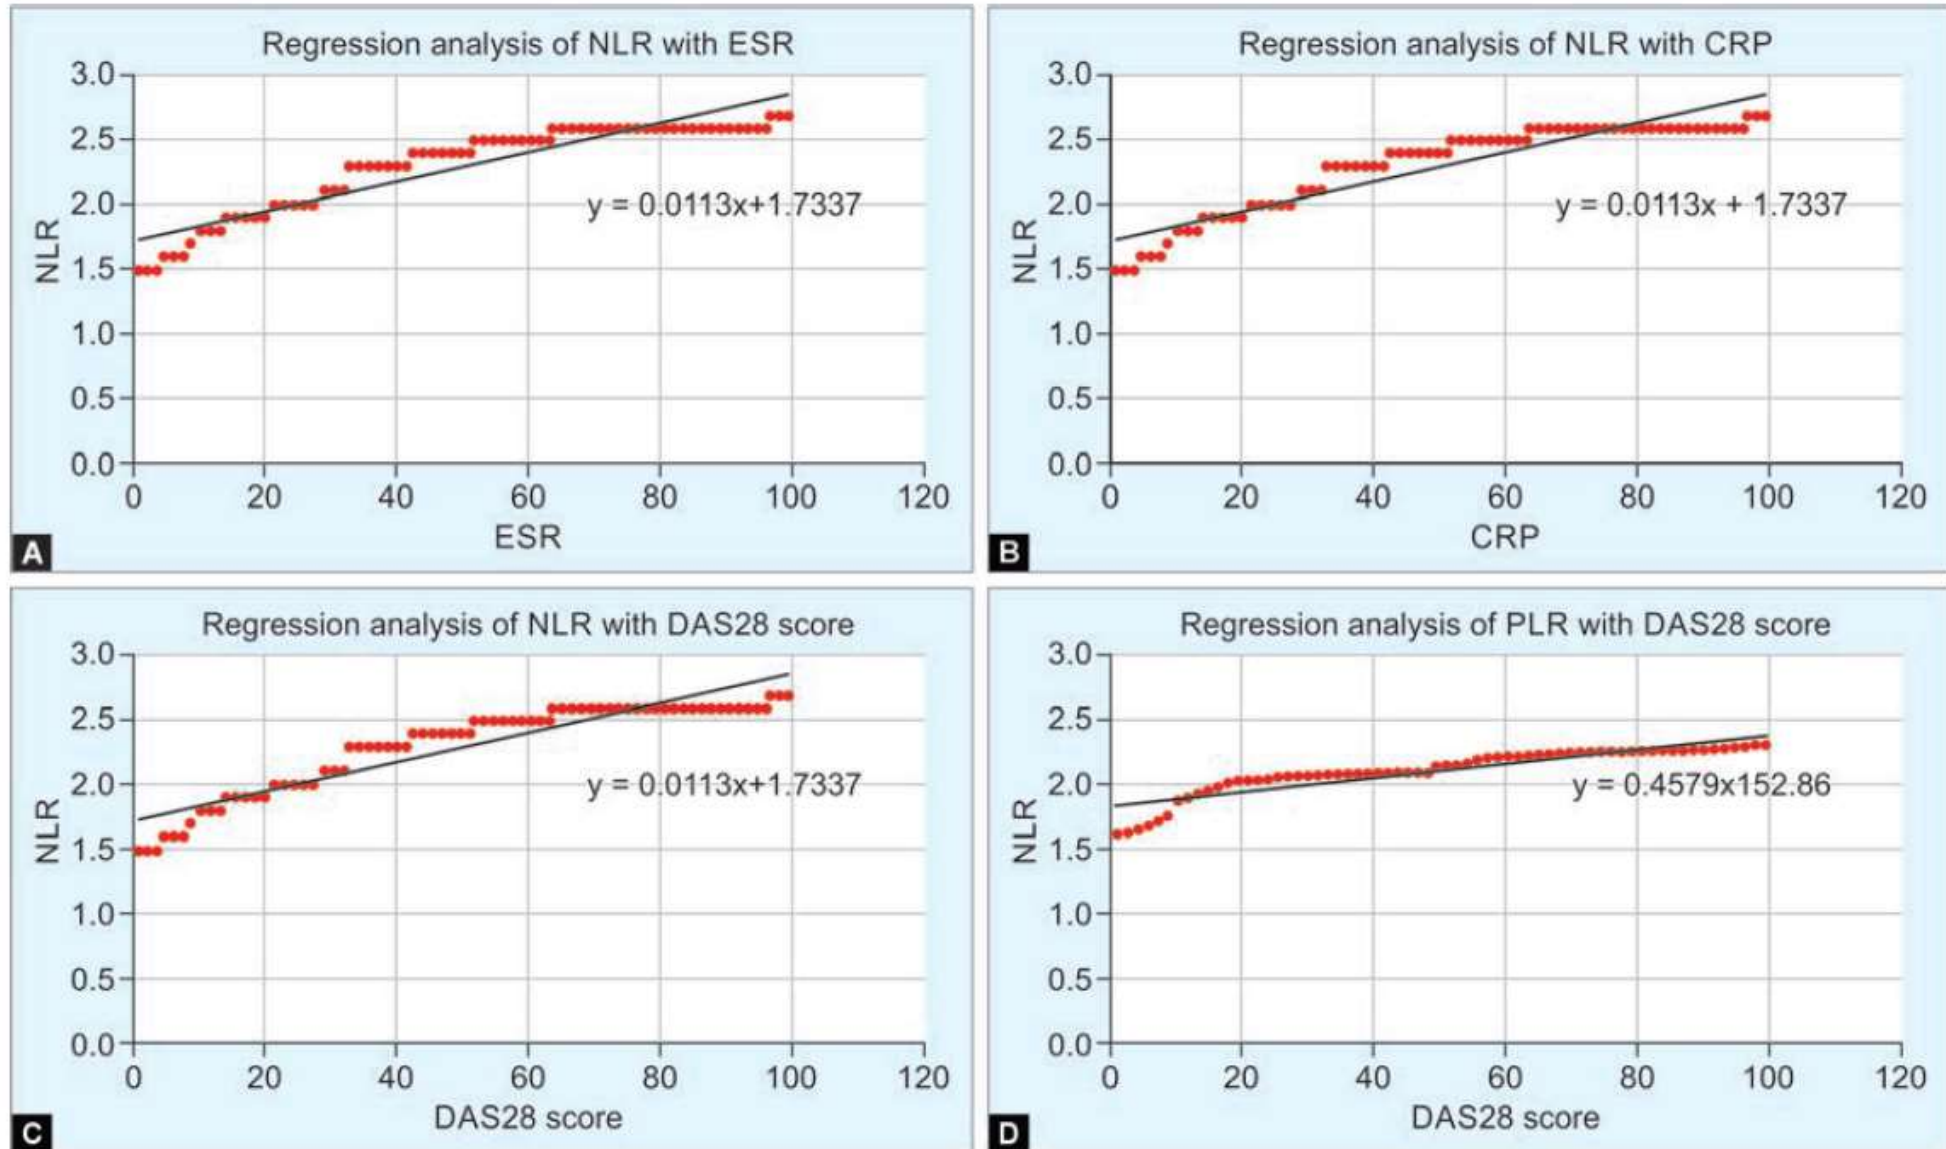 Regression analysis of NLR with ESR
3.0
2.5
2.0
1.5
1.0
0.5
0.0
NLR
y = 0.0113x+1.7337
0 20 40 60 80 100 120
ESR
A
Regression analysis of NLR with CRP
3.0
2.5
2.0
1.5
1.0
0.5
0.0
NLR
y = 0.0113x + 1.7337
0 20 40 60 80 100 120
CRP
B
Regression analysis of NLR with DAS28 score
3.0
2.5
2.0
1.5
1.0
0.5
0.0
NLR
y = 0.0113x+1.7337
0 20 40 60 80 100 120
DAS28 score
C
Regression analysis of PLR with DAS28 score
3.0
2.5
2.0
1.5
1.0
0.5
0.0
NLR
y = 0.4579x152.86
0 20 40 60 80 100 120
DAS28 score
D